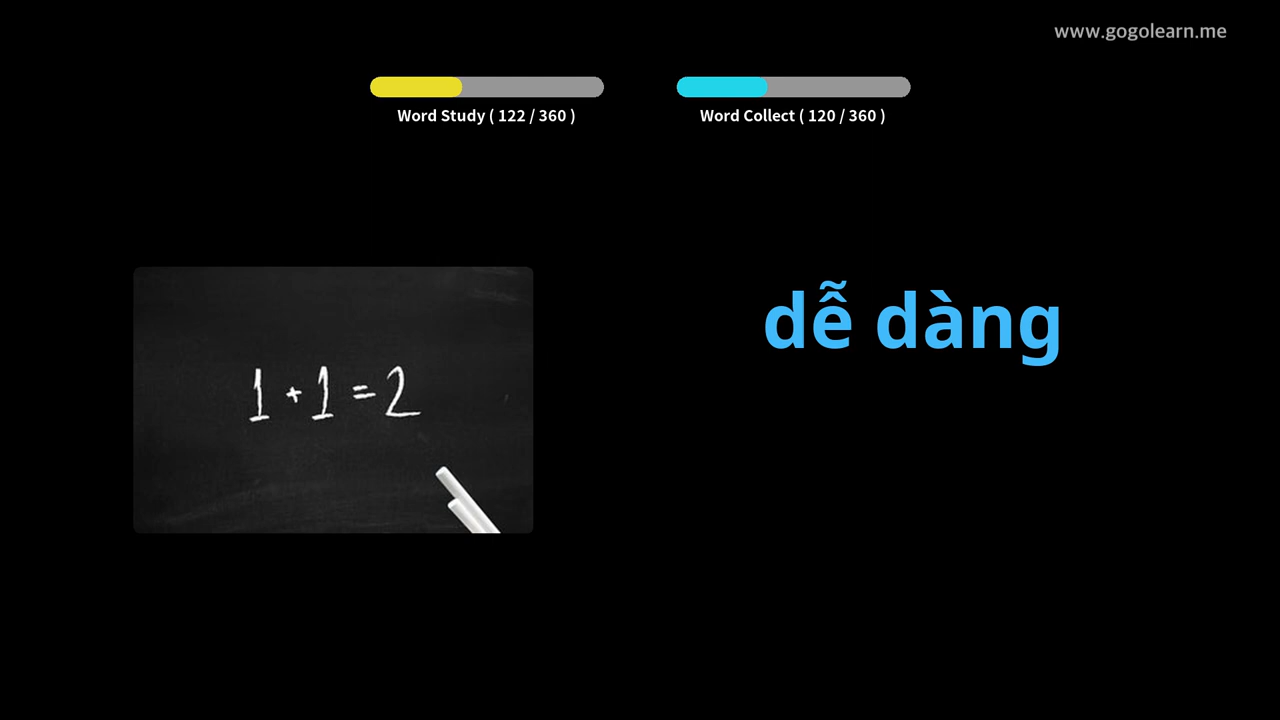 www.gogolearn.me
Word Study ( 122 / 360 )
Word Collect ( 120 / 360 )
dễ dàng
1 + 1 = 2